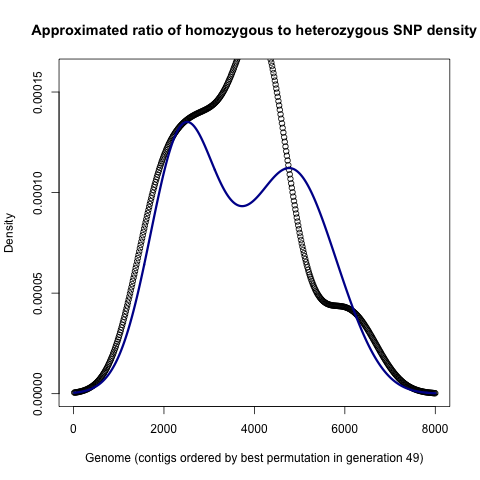 Approximated ratio of homozygous to heterozygous SNP density
0.00015
0.00010
0.00005
0.00000
Density
0 2000 4000 6000 8000
Genome (contigs ordered by best permutation in generation 49)